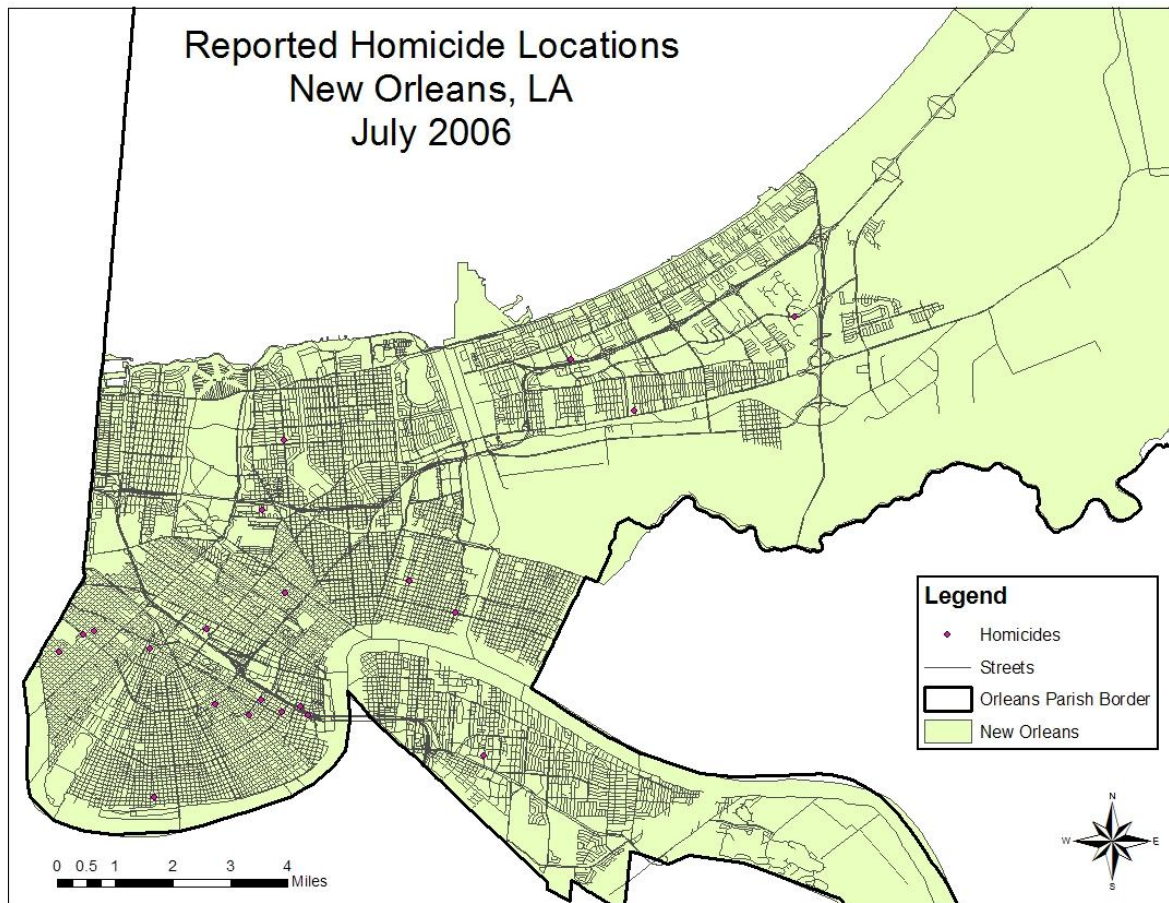 Reported Homicide Locations
New Orleans, LA
July 2006
Legend
Homicides
Streets
Orleans Parish Border
New Orleans
N
W E
S
0 0.5 1 2 3 4
Miles